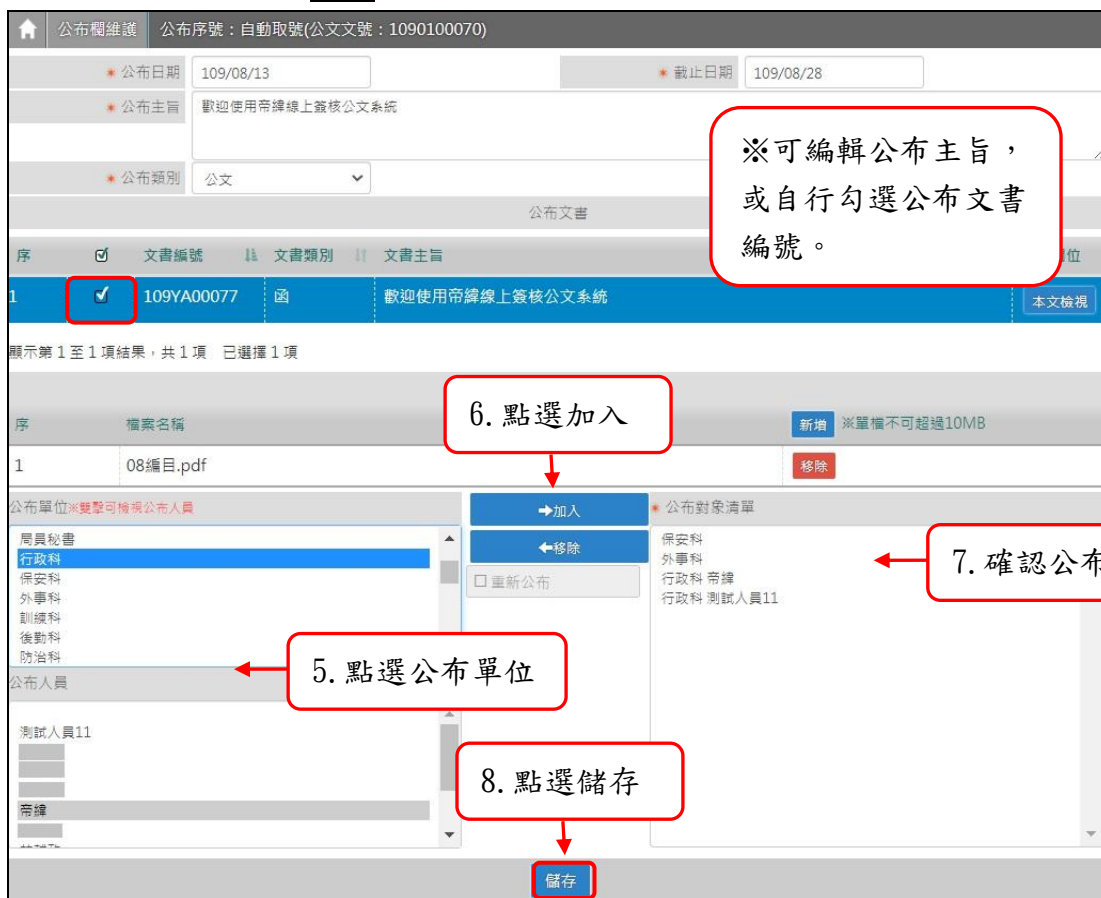 公布欄維護 公布序號：自動取號(公文文號：1090100070)
* 公布日期 109/08/13 * 截止日期 109/08/28
* 公布主旨 歡迎使用帝緯線上簽核公文系統
※可編輯公布主旨，
或自行勾選公布文書
編號。
* 公布類別 公文
公布文書
序 文書編號 文書類別 文書主旨 位
1 109YA00077 函 歡迎使用帝緯線上簽核公文系統 本文檢視
顯示第 1 至 1 項結果，共 1 項 已選擇 1 項
6.點選加入
序 檔案名稱 新增 ※單檔不可超過10MB
1 08編目.pdf 移除
公布單位※雙擊可檢視公布人員
加入
* 公布對象清單
局員秘書
行政科
保安科
外事科
訓練科
後勤科
防治科
移除
重新公布
保安科
外事科
行政科 帝緯
行政科 測試人員11
7.確認公布
5.點選公布單位
公布人員
測試人員11
帝緯
8.點選儲存
儲存